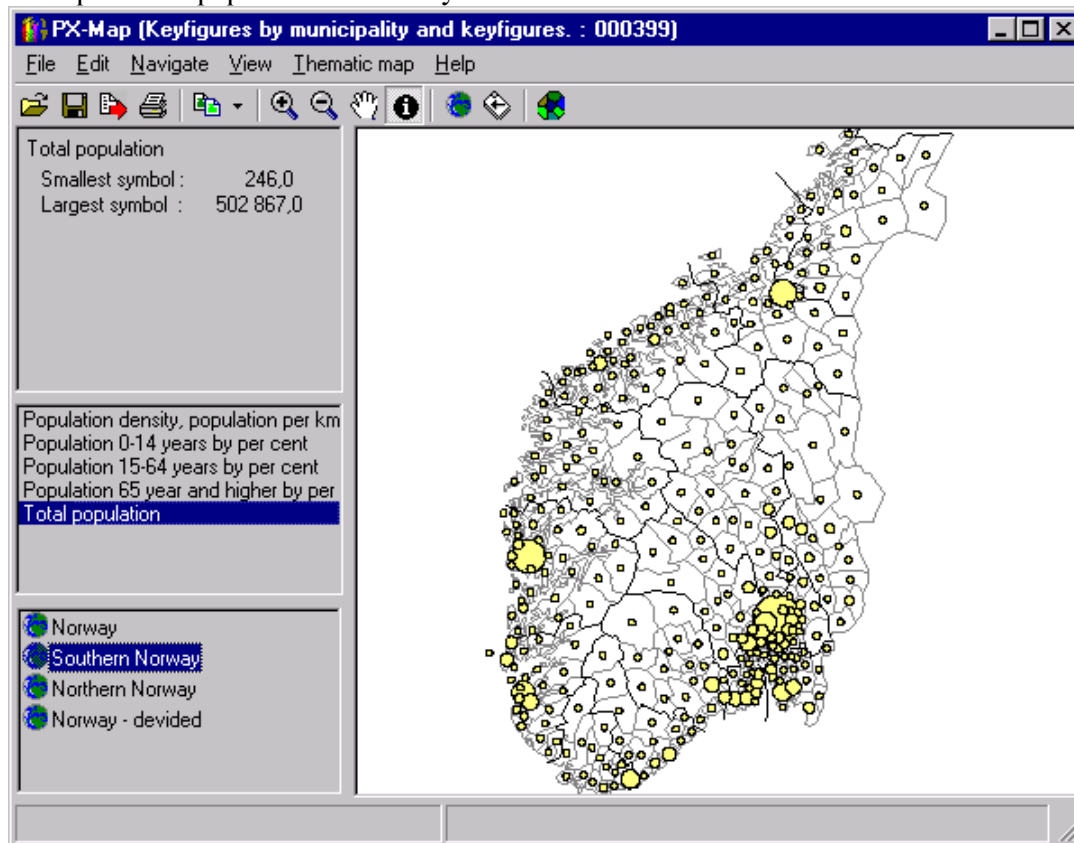 PX-Map (Keyfigures by municipality and keyfigures. : 000399)
File Edit Navigate View Thematic map Help
Total population
Smallest symbol : 246,0
Largest symbol : 502 867,0
Population density, population per km
Population 0-14 years by per cent
Population 15-64 years by per cent
Population 65 year and higher by per
Total population
Norway
Southern Norway
Northern Norway
Norway - devided